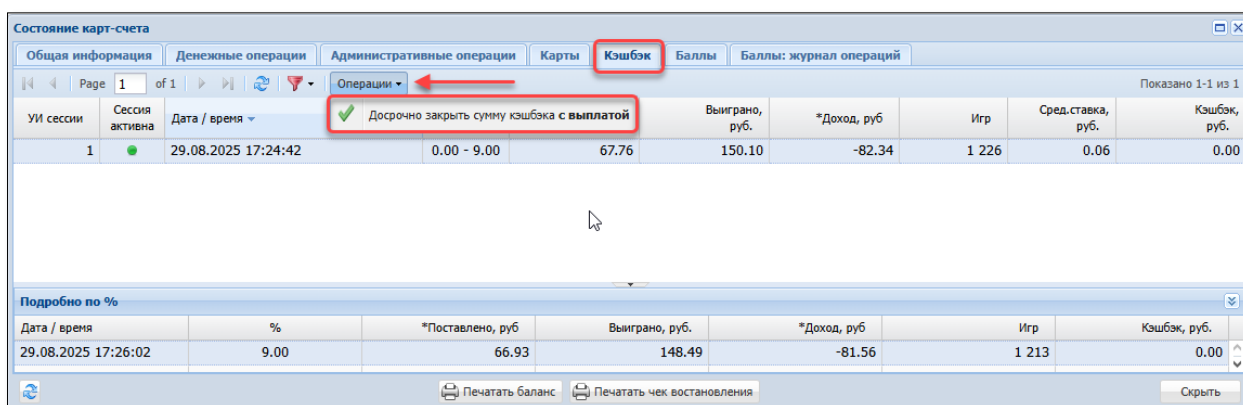 Состояние карт-счета
Общая информация Денежные операции Административные операции Карты Кэшбэк Баллы Баллы: журнал операций
Page 1 of 1 Операции Показано 1-1 из 1
УИ сессии Сессия активна Дата / время Досрочно закрыть сумму кэшбэка с выплатой Выиграно, руб. *Доход, руб Игр Сред.ставка, руб. Кэшбэк, руб.
1 29.08.2025 17:24:42 0.00 - 9.00 67.76 150.10 -82.34 1 226 0.06 0.00
Подробно по %
Дата / время % *Поставлено, руб Выиграно, руб. *Доход, руб Игр Кэшбэк, руб.
29.08.2025 17:26:02 9.00 66.93 148.49 -81.56 1 213 0.00
Печатать баланс Печатать чек востановления Скрыть